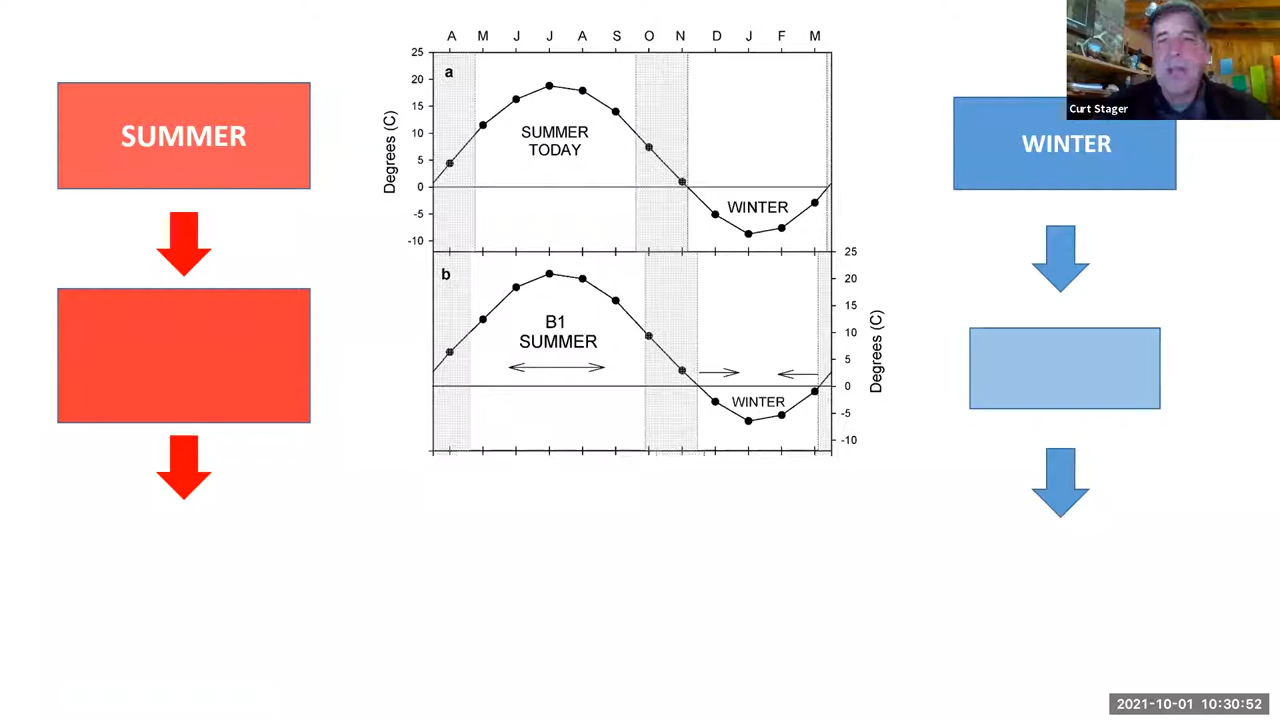 A M J J A S O N D J F M
Curt Stager
SUMMER
WINTER
a
25
20
15
10
5
0
-5
-10
Degrees (C)
SUMMER
TODAY
WINTER
b
25
20
15
10
5
0
-5
-10
Degrees (C)
B1
SUMMER
WINTER
2021-10-01 10:30:52